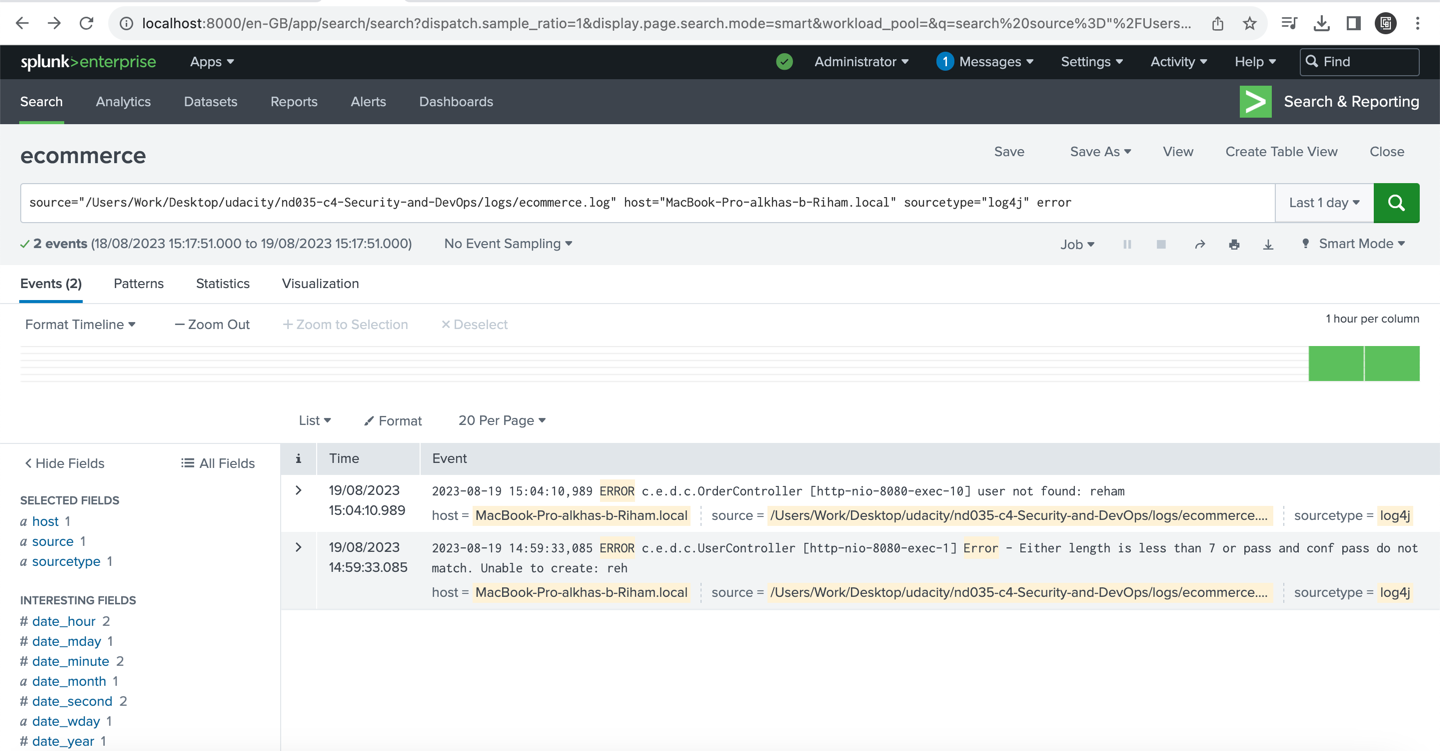 localhost:8000/en-GB/app/search/search?dispatch.sample_ratio=1&display.page.search.mode=smart&workload_pool=&q=search%20source%3D"%2FUsers...
splunk>enterprise Apps Administrator 1 Messages Settings Activity Help Find
Search Analytics Datasets Reports Alerts Dashboards > Search & Reporting
ecommerce Save Save As View Create Table View Close
source="/Users/Work/Desktop/udacity/nd035-c4-Security-and-DevOps/logs/ecommerce.log" host="MacBook-Pro-alkhas-b-Riham.local" sourcetype="log4j" error Last 1 day
2 events (18/08/2023 15:17:51.000 to 19/08/2023 15:17:51.000) No Event Sampling Job Smart Mode
Events (2) Patterns Statistics Visualization
Format Timeline — Zoom Out + Zoom to Selection × Deselect 1 hour per column
List Format 20 Per Page
< Hide Fields All Fields
i Time Event
SELECTED FIELDS
a host 1
a source 1
a sourcetype 1
INTERESTING FIELDS
# date_hour 2
# date_mday 1
# date_minute 2
a date_month 1
# date_second 2
a date_wday 1
# date_year 1
> 19/08/2023 15:04:10.989
2023-08-19 15:04:10,989 ERROR c.e.d.c.OrderController [http-nio-8080-exec-10] user not found: reham
host = MacBook-Pro-alkhas-b-Riham.local source = /Users/Work/Desktop/udacity/nd035-c4-Security-and-DevOps/logs/ecommerce.... sourcetype = log4j
> 19/08/2023 14:59:33.085
2023-08-19 14:59:33,085 ERROR c.e.d.c.UserController [http-nio-8080-exec-1] Error - Either length is less than 7 or pass and conf pass do not
match. Unable to create: reh
host = MacBook-Pro-alkhas-b-Riham.local source = /Users/Work/Desktop/udacity/nd035-c4-Security-and-DevOps/logs/ecommerce.... sourcetype = log4j